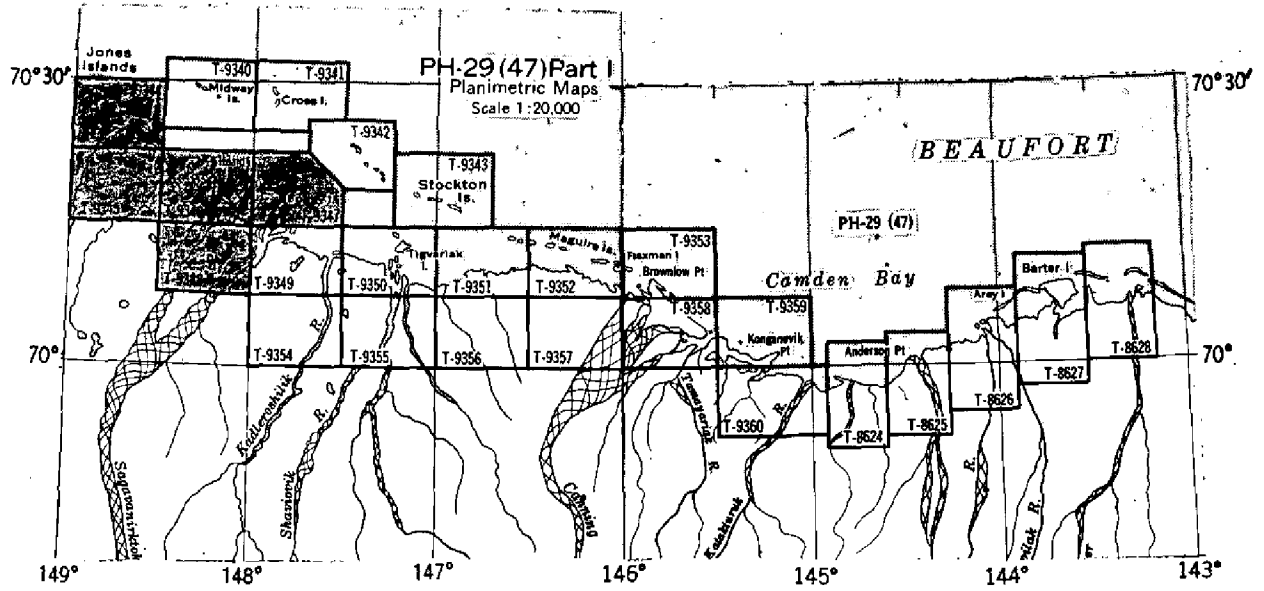 Jones
Islands
70°30'
T-9340
T-9341
PH-29 (47) Part I
Planimetric Maps
Scale 1:20,000
70°30'
Midway
Is.
Cross I.
T-9342
BEAUFORT
T-9343
Stockton
Is.
PH-29 (47)
Tigvariak
I.
Maguire Is.
Flaxman I
T-9353
Brownlow Pt
Camden Bay
Barter I
Arey I
T-9349
T-9350
T-9351
T-9352
T-9358
T-9359
Konganevik
Pt
Anderson Pt
70°
T-9354
T-9355
T-9356
T-9357
T-8628
70°
T-8627
T-8626
T-9360
T-8624
T-8625
Kadleroshilik
R.
Shaviovik
R.
Sagavanirktok
Canning
Tamayariak
R.
Katakturuk
R.
R.
R.
149°
148°
147°
146°
145°
144°
143°